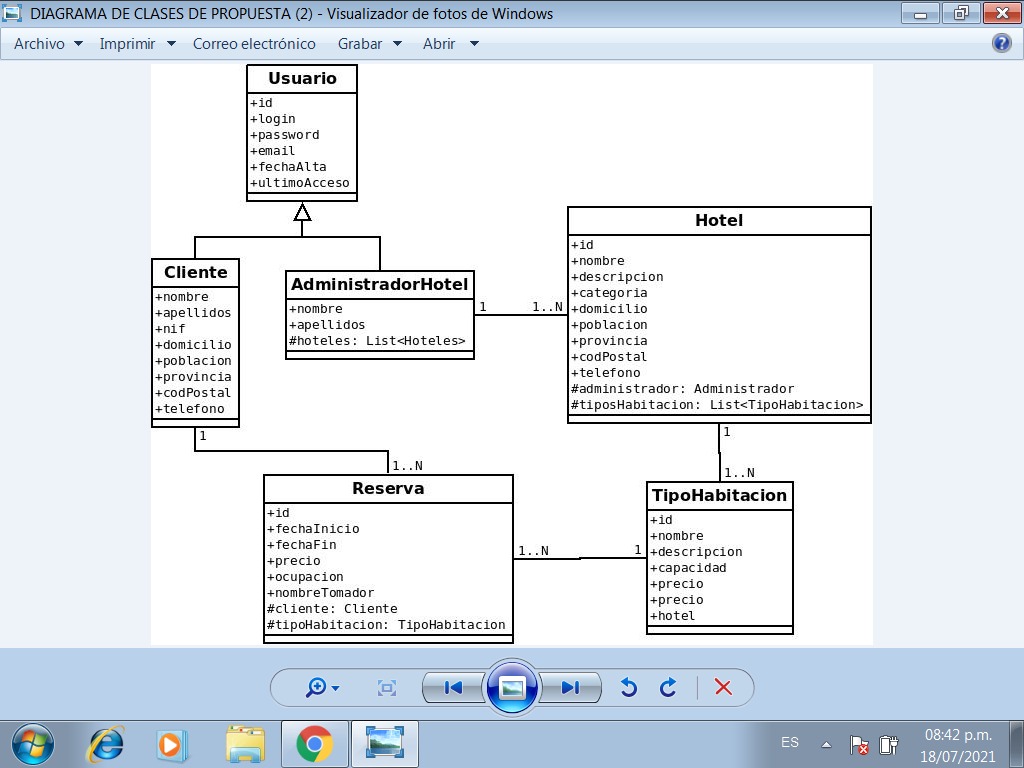 DIAGRAMA DE CLASES DE PROPUESTA (2) - Visualizador de fotos de Windows
Archivo Imprimir Correo electrónico Grabar Abrir
Usuario
+id
+login
+password
+email
+fechaAlta
+ultimoAcceso
Cliente
+nombre
+apellidos
+nif
+domicilio
+poblacion
+provincia
+codPostal
+telefono
AdministradorHotel
+nombre
+apellidos
#hoteles: List<Hoteles>
1 1..N
Hotel
+id
+nombre
+descripcion
+categoria
+domicilio
+poblacion
+provincia
+codPostal
+telefono
#administrador: Administrador
#tiposHabitacion: List<TipoHabitacion>
1
1..N
1
1..N
Reserva
+id
+fechaInicio
+fechaFin
+precio
+ocupacion
+nombreTomador
#cliente: Cliente
#tipoHabitacion: TipoHabitacion
1..N 1
TipoHabitacion
+id
+nombre
+descripcion
+capacidad
+precio
+precio
+hotel
ES
08:42 p.m.
18/07/2021